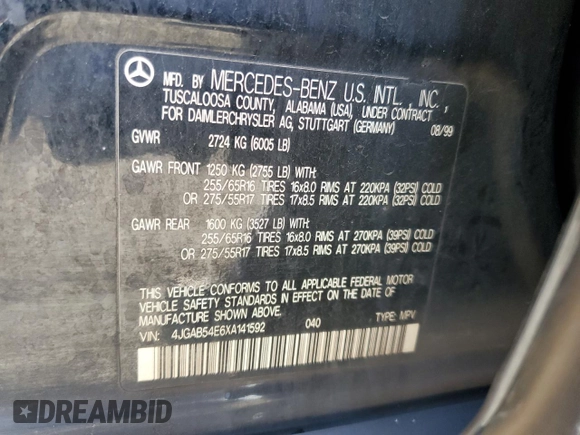 MFD. BY MERCEDES-BENZ U.S. INTL., INC.,
TUSCALOOSA COUNTY, ALABAMA (USA), UNDER CONTRACT
FOR DAIMLERCHRYSLER AG, STUTTGART (GERMANY) 08/99
GVWR 2724 KG (6005 LB)
GAWR FRONT 1250 KG (2755 LB) WITH:
255/65R16 TIRES 16x8.0 RIMS AT 220KPA (32PSI) COLD
OR 275/55R17 TIRES 17x8.5 RIMS AT 220KPA (32PSI) COLD
GAWR REAR 1600 KG (3527 LB) WITH:
255/65R16 TIRES 16x8.0 RIMS AT 270KPA (39PSI) COLD
OR 275/55R17 TIRES 17x8.5 RIMS AT 270KPA (39PSI) COLD
THIS VEHICLE CONFORMS TO ALL APPLICABLE FEDERAL MOTOR
VEHICLE SAFETY STANDARDS IN EFFECT ON THE DATE OF
MANUFACTURE SHOWN ABOVE.
VIN: 4JGAB54E6XA141592 040 TYPE: MPV
DREAMBID